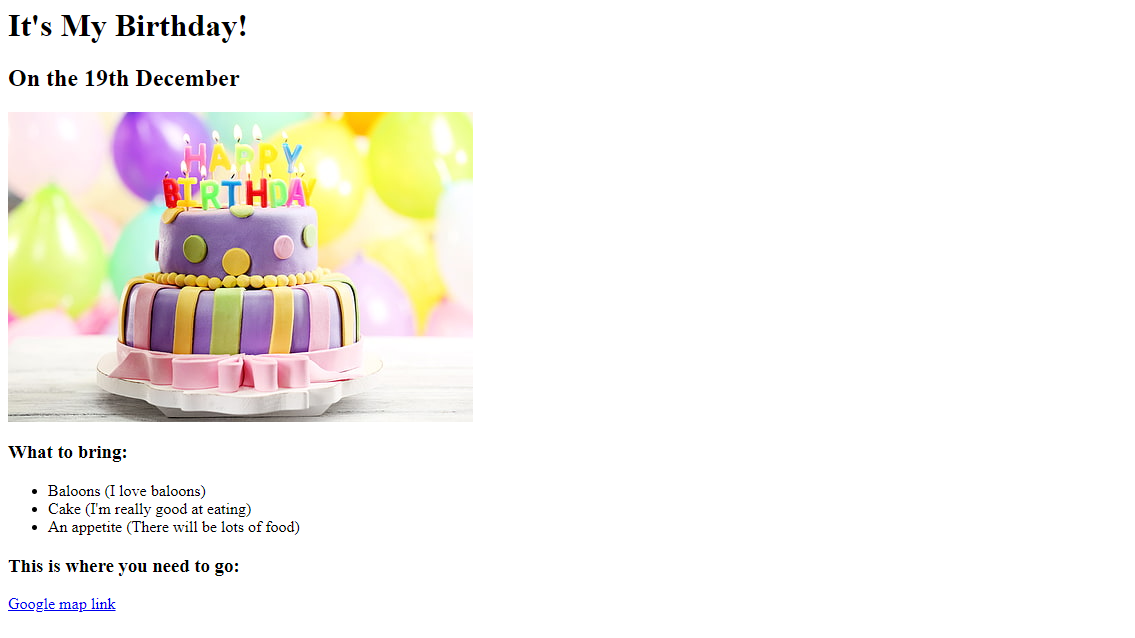 It's My Birthday!
On the 19th December
HAPPY
BIRTHDAY
What to bring:
Baloons (I love baloons)
Cake (I'm really good at eating)
An appetite (There will be lots of food)
This is where you need to go:
Google map link